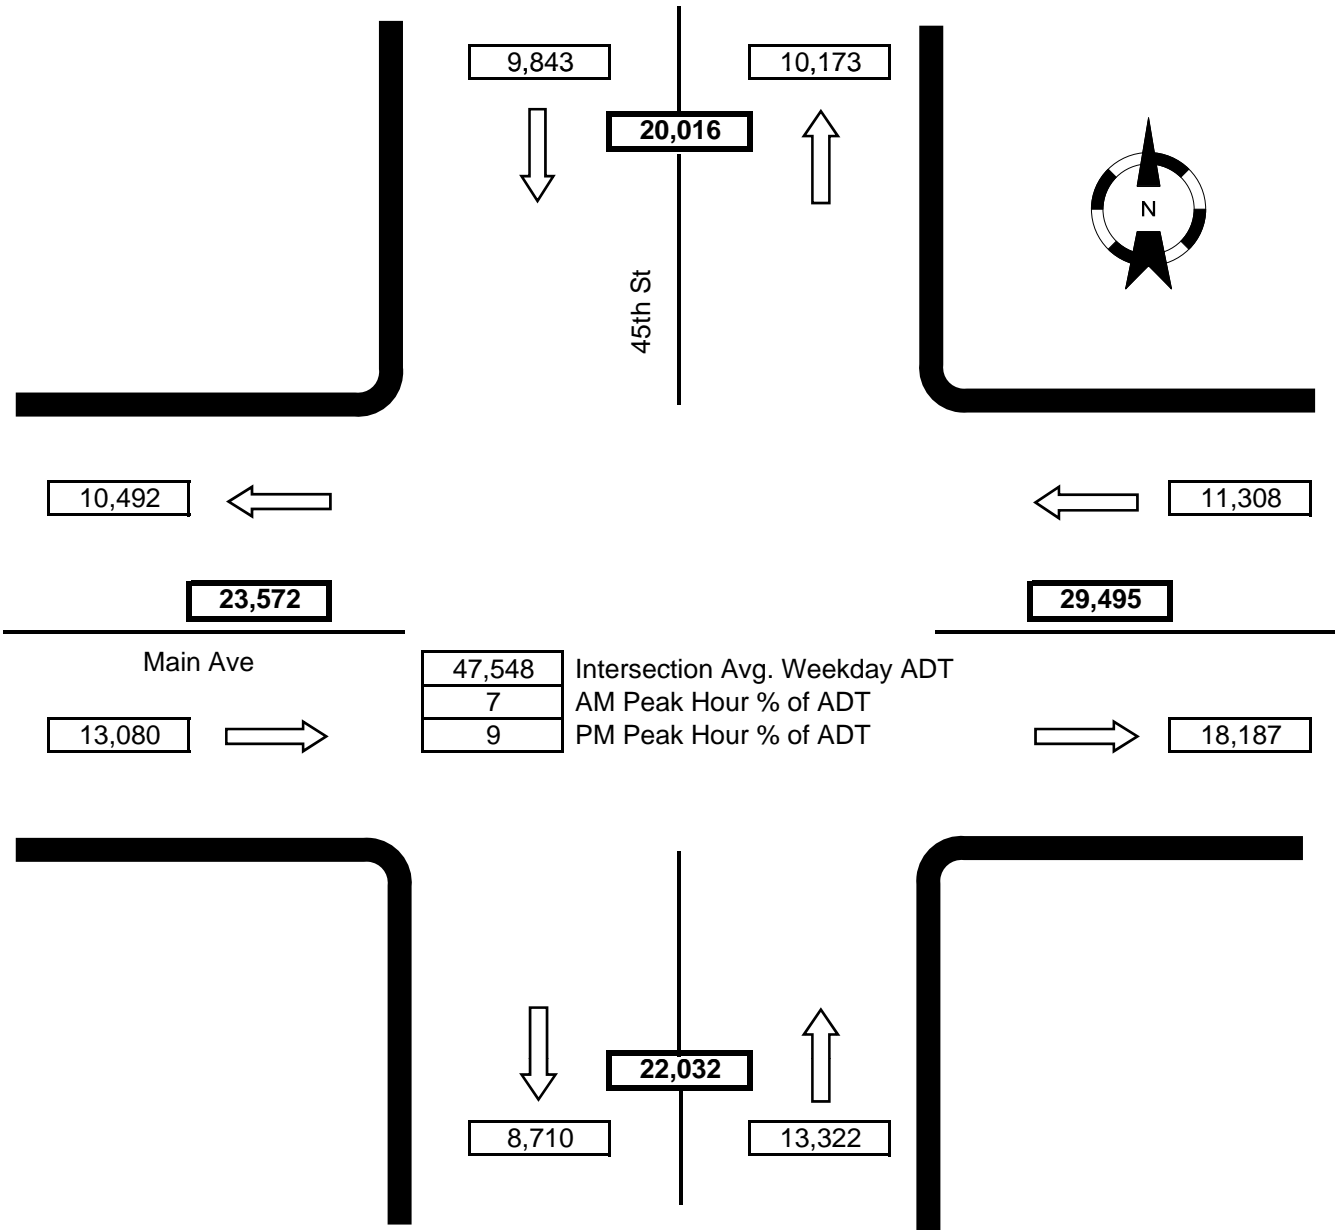 9,843
10,173
20,016
N
45th St
10,492
11,308
23,572
29,495
Main Ave
47,548 Intersection Avg. Weekday ADT
7 AM Peak Hour % of ADT
9 PM Peak Hour % of ADT
13,080
18,187
22,032
8,710
13,322